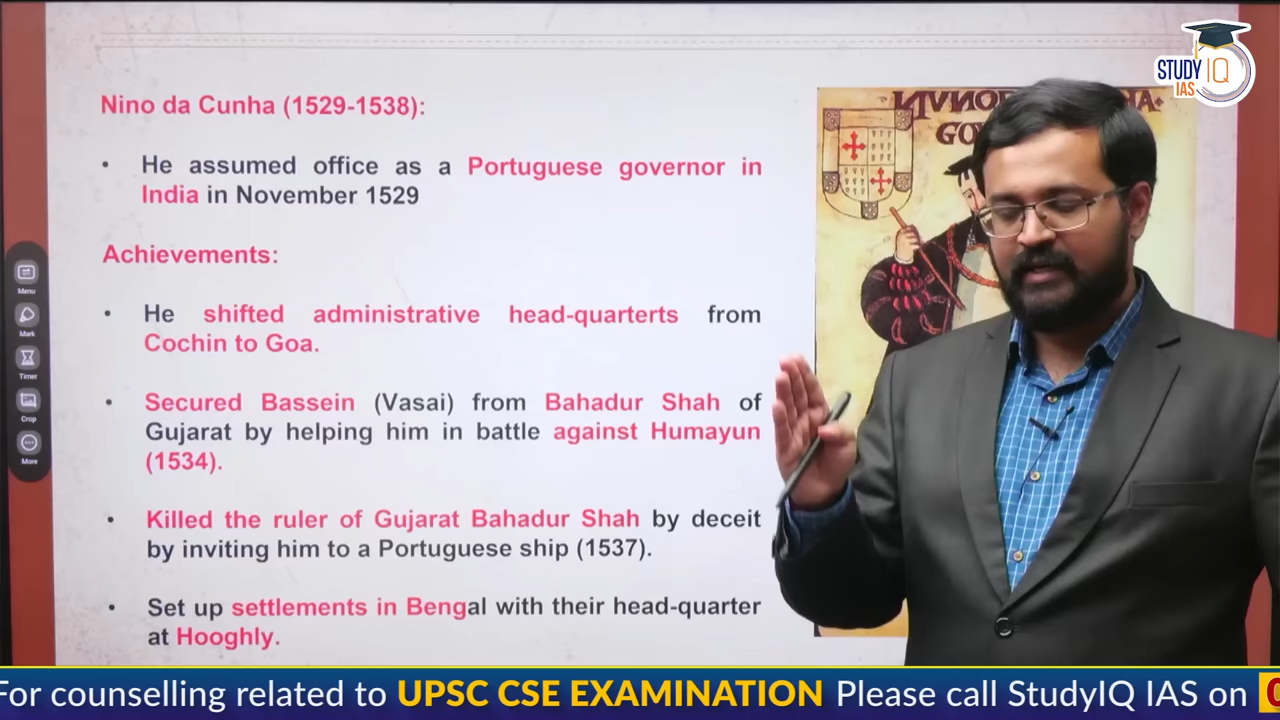 STUDY IQ
IAS
Nino da Cunha (1529-1538):
• He assumed office as a Portuguese governor in
India in November 1529
Achievements:
• He shifted administrative head-quarterts from
Cochin to Goa.
• Secured Bassein (Vasai) from Bahadur Shah of
Gujarat by helping him in battle against Humayun
(1534).
• Killed the ruler of Gujarat Bahadur Shah by deceit
by inviting him to a Portuguese ship (1537).
• Set up settlements in Bengal with their head-quarter
at Hooghly.
Menu
Mark
Timer
Crop
More
For counselling related to UPSC CSE EXAMINATION Please call StudyIQ IAS on